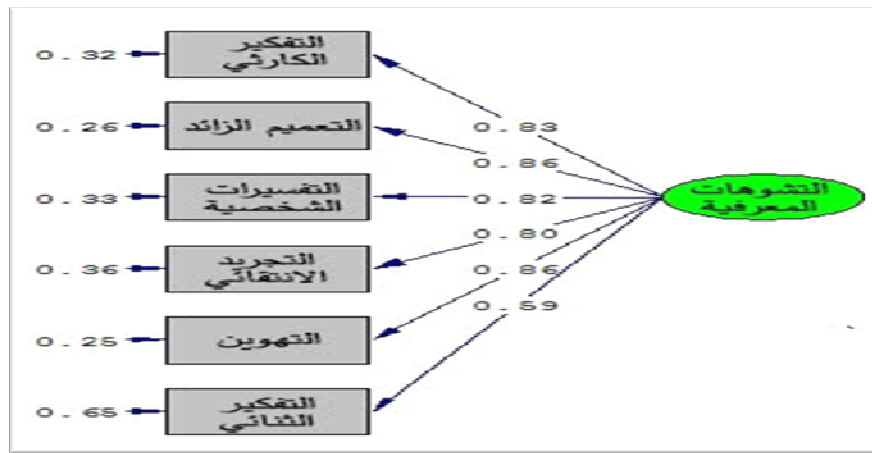 التفكير
الكارثي
0.32
0.83
التعميم الزائد
0.26
0.86
التفسيرات
الشخصية
0.33
0.82
التشوهات
المعرفية
التجريد
الانتقائي
0.36
0.80
التهوين
0.25
0.86
التفكير
الثنائي
0.65
0.59